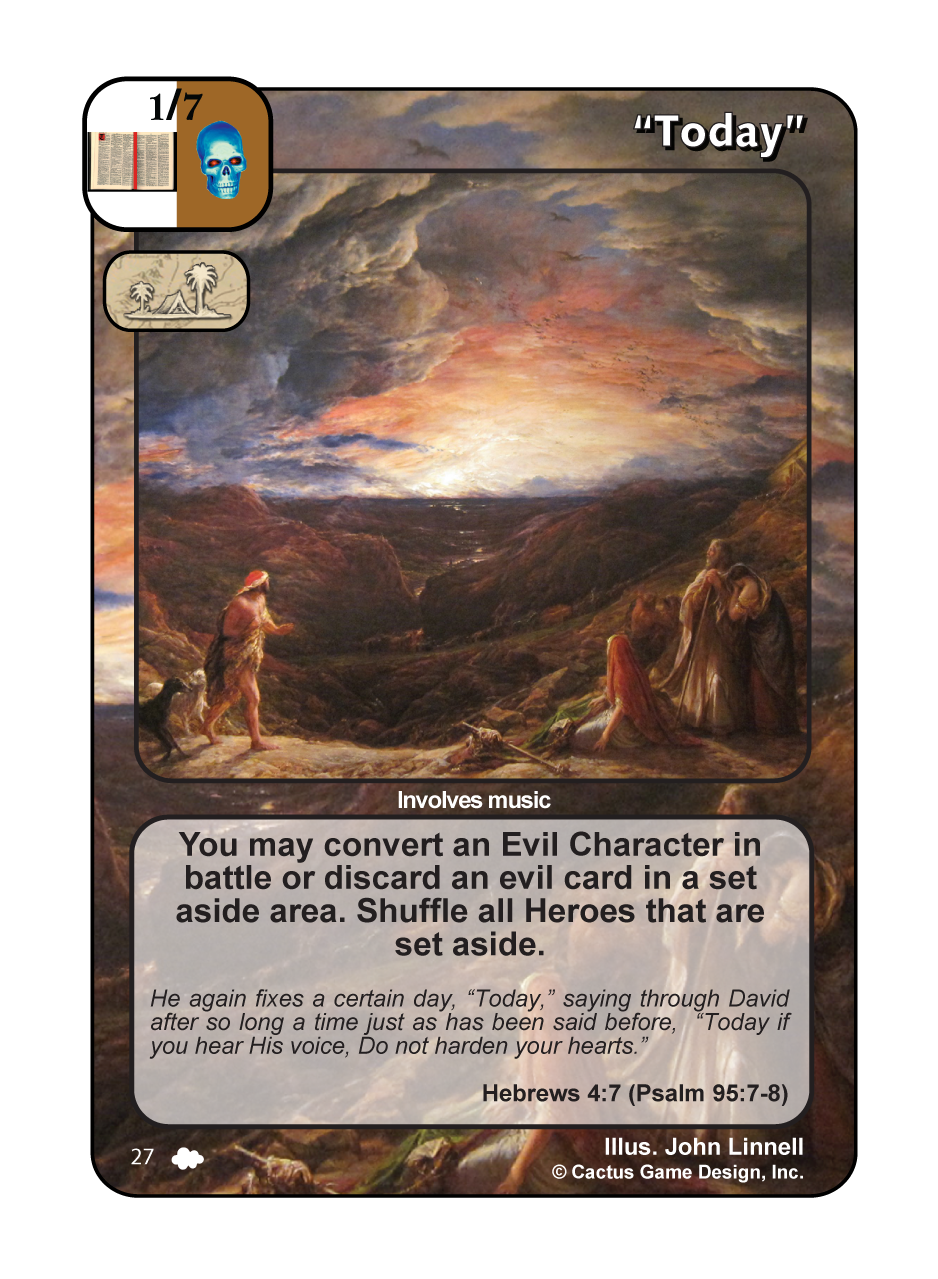 1/7
“Today”
Involves music
You may convert an Evil Character in
battle or discard an evil card in a set
aside area. Shuffle all Heroes that are
set aside.
He again fixes a certain day, “Today,” saying through David
after so long a time just as has been said before, “Today if
you hear His voice, Do not harden your hearts.”
Hebrews 4:7 (Psalm 95:7-8)
27
Illus. John Linnell
© Cactus Game Design, Inc.